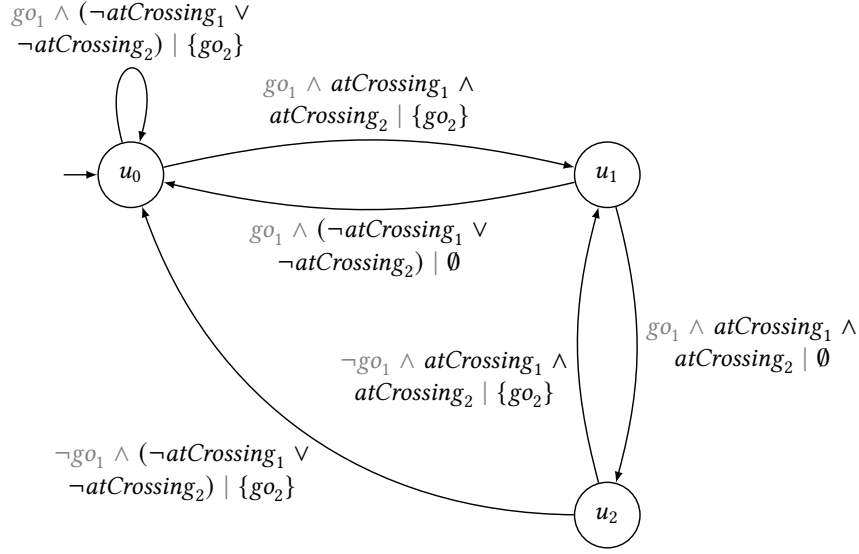 go₁ ∧ (¬atCrossing₁ ∨
¬atCrossing₂) | {go₂}
go₁ ∧ atCrossing₁ ∧
atCrossing₂ | {go₂}
u₀
u₁
go₁ ∧ (¬atCrossing₁ ∨
¬atCrossing₂) | ∅
go₁ ∧ atCrossing₁ ∧
atCrossing₂ | ∅
¬go₁ ∧ atCrossing₁ ∧
atCrossing₂ | {go₂}
¬go₁ ∧ (¬atCrossing₁ ∨
¬atCrossing₂) | {go₂}
u₂